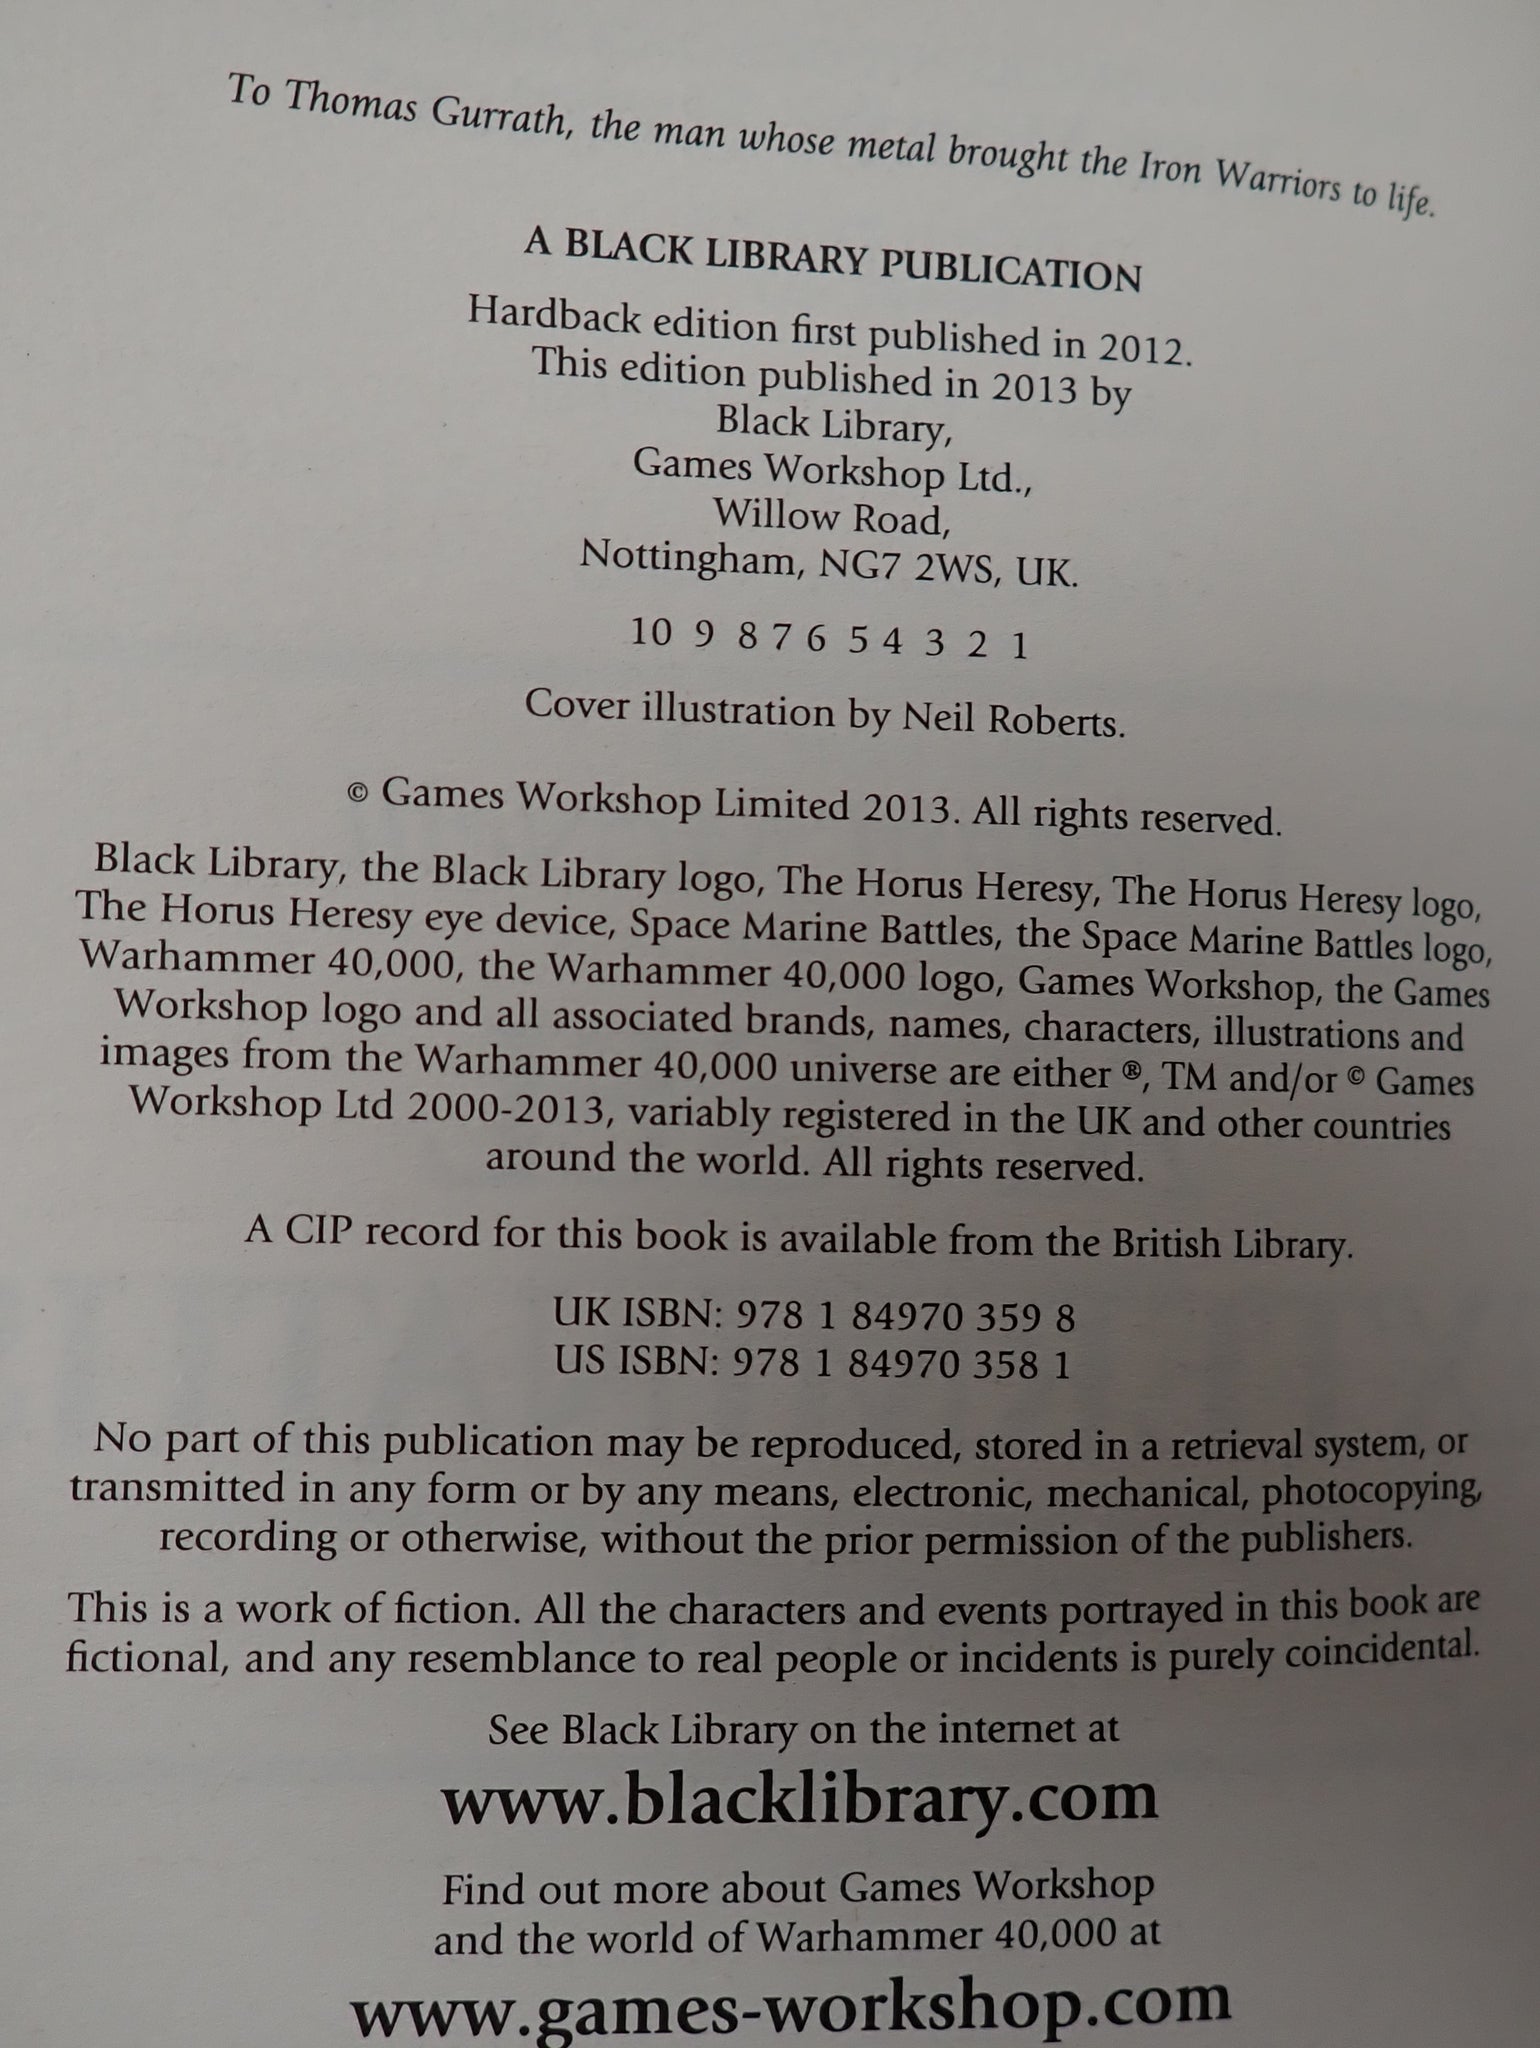 To Thomas Gurrath, the man whose metal brought the Iron Warriors to life.
A BLACK LIBRARY PUBLICATION
Hardback edition first published in 2012.
This edition published in 2013 by
Black Library,
Games Workshop Ltd.,
Willow Road,
Nottingham, NG7 2WS, UK.
10 9 8 7 6 5 4 3 2 1
Cover illustration by Neil Roberts.
© Games Workshop Limited 2013. All rights reserved.
Black Library, the Black Library logo, The Horus Heresy, The Horus Heresy logo,
The Horus Heresy eye device, Space Marine Battles, the Space Marine Battles logo,
Warhammer 40,000, the Warhammer 40,000 logo, Games Workshop, the Games
Workshop logo and all associated brands, names, characters, illustrations and
images from the Warhammer 40,000 universe are either ®, TM and/or © Games
Workshop Ltd 2000-2013, variably registered in the UK and other countries
around the world. All rights reserved.
A CIP record for this book is available from the British Library.
UK ISBN: 978 1 84970 359 8
US ISBN: 978 1 84970 358 1
No part of this publication may be reproduced, stored in a retrieval system, or
transmitted in any form or by any means, electronic, mechanical, photocopying,
recording or otherwise, without the prior permission of the publishers.
This is a work of fiction. All the characters and events portrayed in this book are
fictional, and any resemblance to real people or incidents is purely coincidental.
See Black Library on the internet at
www.blacklibrary.com
Find out more about Games Workshop
and the world of Warhammer 40,000 at
www.games-workshop.com